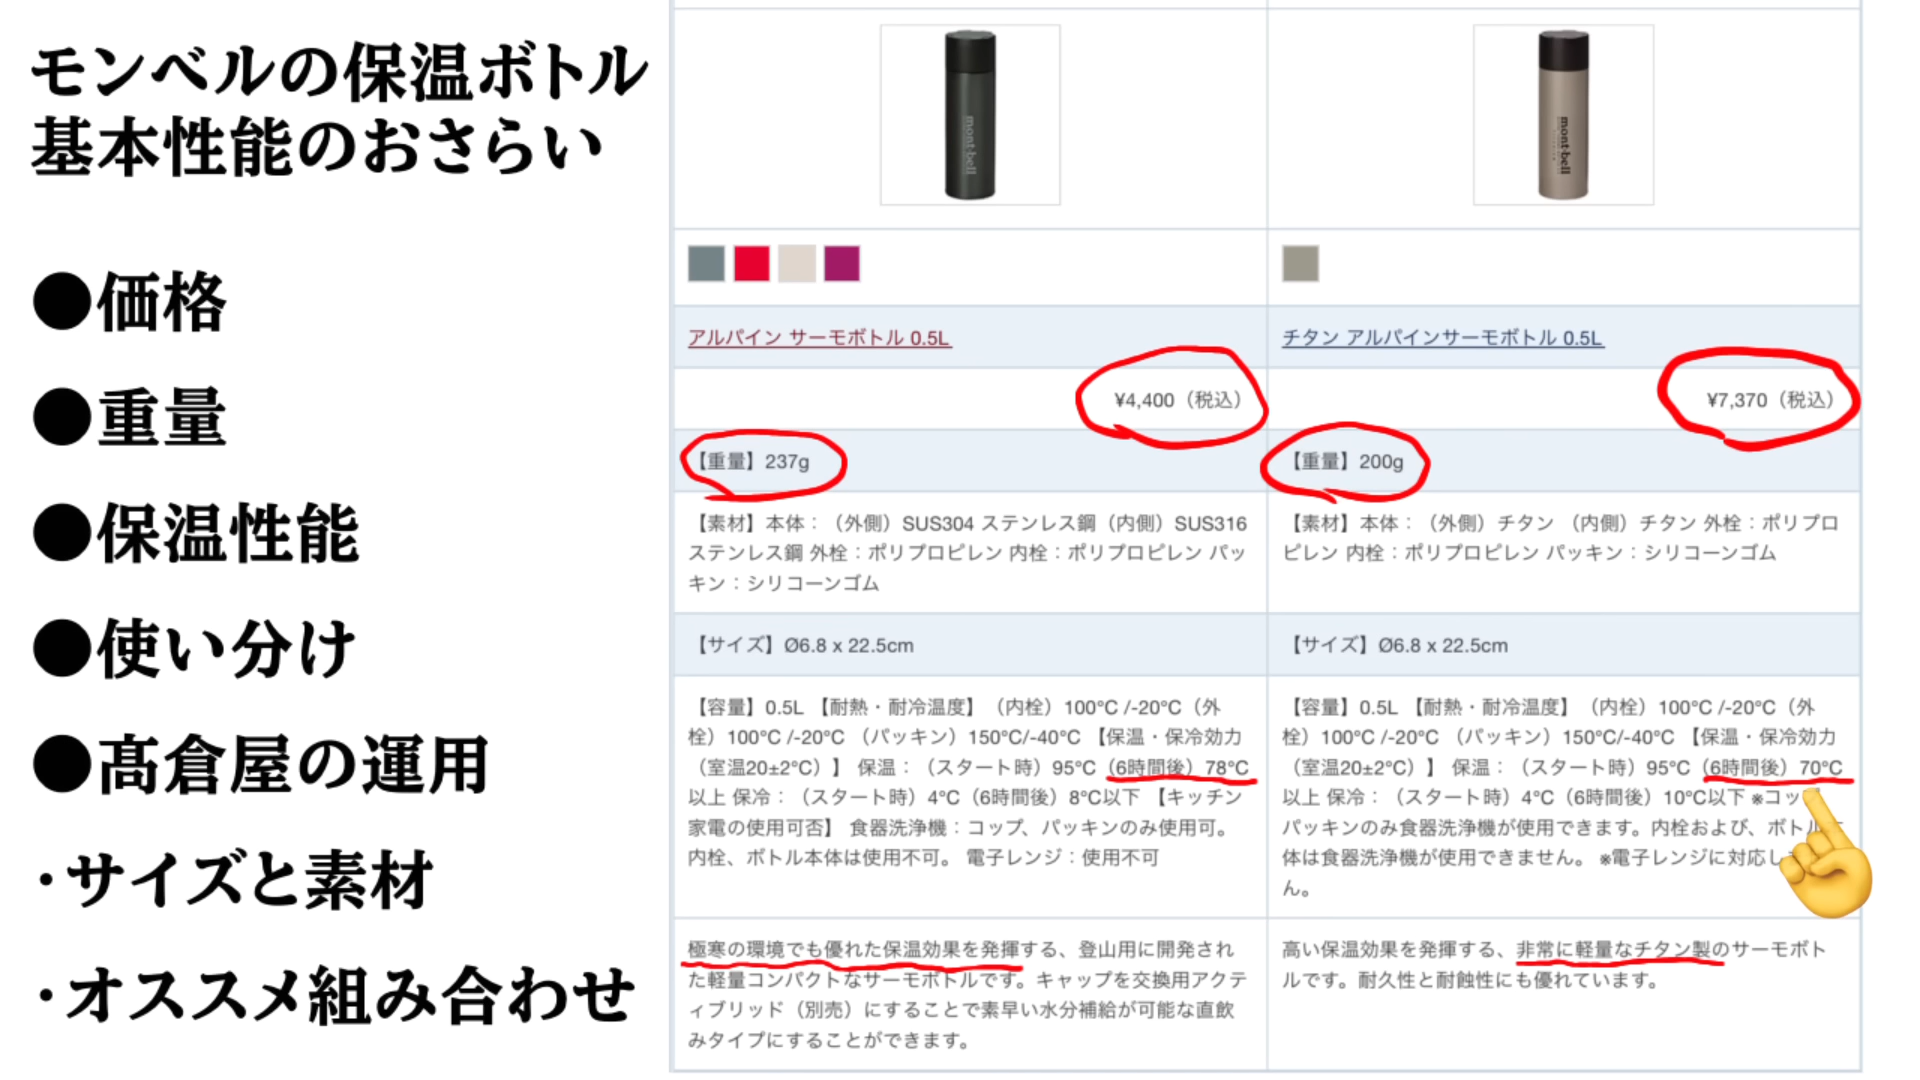 モンベルの保温ボトル
基本性能のおさらい
●価格
●重量
●保温性能
●使い分け
●髙倉屋の運用
・サイズと素材
・オススメ組み合わせ
mont-bell
アルパイン サーモボトル 0.5L
¥4,400（税込）
【重量】237g
【素材】本体：（外側）SUS304 ステンレス鋼（内側）SUS316
ステンレス鋼 外栓：ポリプロピレン 内栓：ポリプロピレン パッ
キン：シリコーンゴム
【サイズ】Ø6.8 x 22.5cm
【容量】0.5L 【耐熱・耐冷温度】（内栓）100℃ /-20℃（外
栓）100℃ /-20℃ （パッキン）150℃/-40℃ 【保温・保冷効力
（室温20±2℃）】 保温：（スタート時）95℃（6時間後）78℃
以上 保冷：（スタート時）4℃（6時間後）8℃以下 【キッチン
家電の使用可否】 食器洗浄機：コップ、パッキンのみ使用可。
内栓、ボトル本体は使用不可。 電子レンジ：使用不可
極寒の環境でも優れた保温効果を発揮する、登山用に開発され
た軽量コンパクトなサーモボトルです。キャップを交換用アクテ
ィブリッド（別売）にすることで素早い水分補給が可能な直飲
みタイプにすることができます。
mont-bell
チタン アルパインサーモボトル 0.5L
¥7,370（税込）
【重量】200g
【素材】本体：（外側）チタン （内側）チタン 外栓：ポリプロ
ピレン 内栓：ポリプロピレン パッキン：シリコーンゴム
【サイズ】Ø6.8 x 22.5cm
【容量】0.5L 【耐熱・耐冷温度】（内栓）100℃ /-20℃（外
栓）100℃ /-20℃ （パッキン）150℃/-40℃ 【保温・保冷効力
（室温20±2℃）】 保温：（スタート時）95℃（6時間後）70℃
以上 保冷：（スタート時）4℃（6時間後）10℃以下 ※コッ
パッキンのみ食器洗浄機が使用できます。内栓および、ボトル
体は食器洗浄機が使用できません。 ※電子レンジに対応し
ん。
高い保温効果を発揮する、非常に軽量なチタン製のサーモボト
ルです。耐久性と耐蝕性にも優れています。